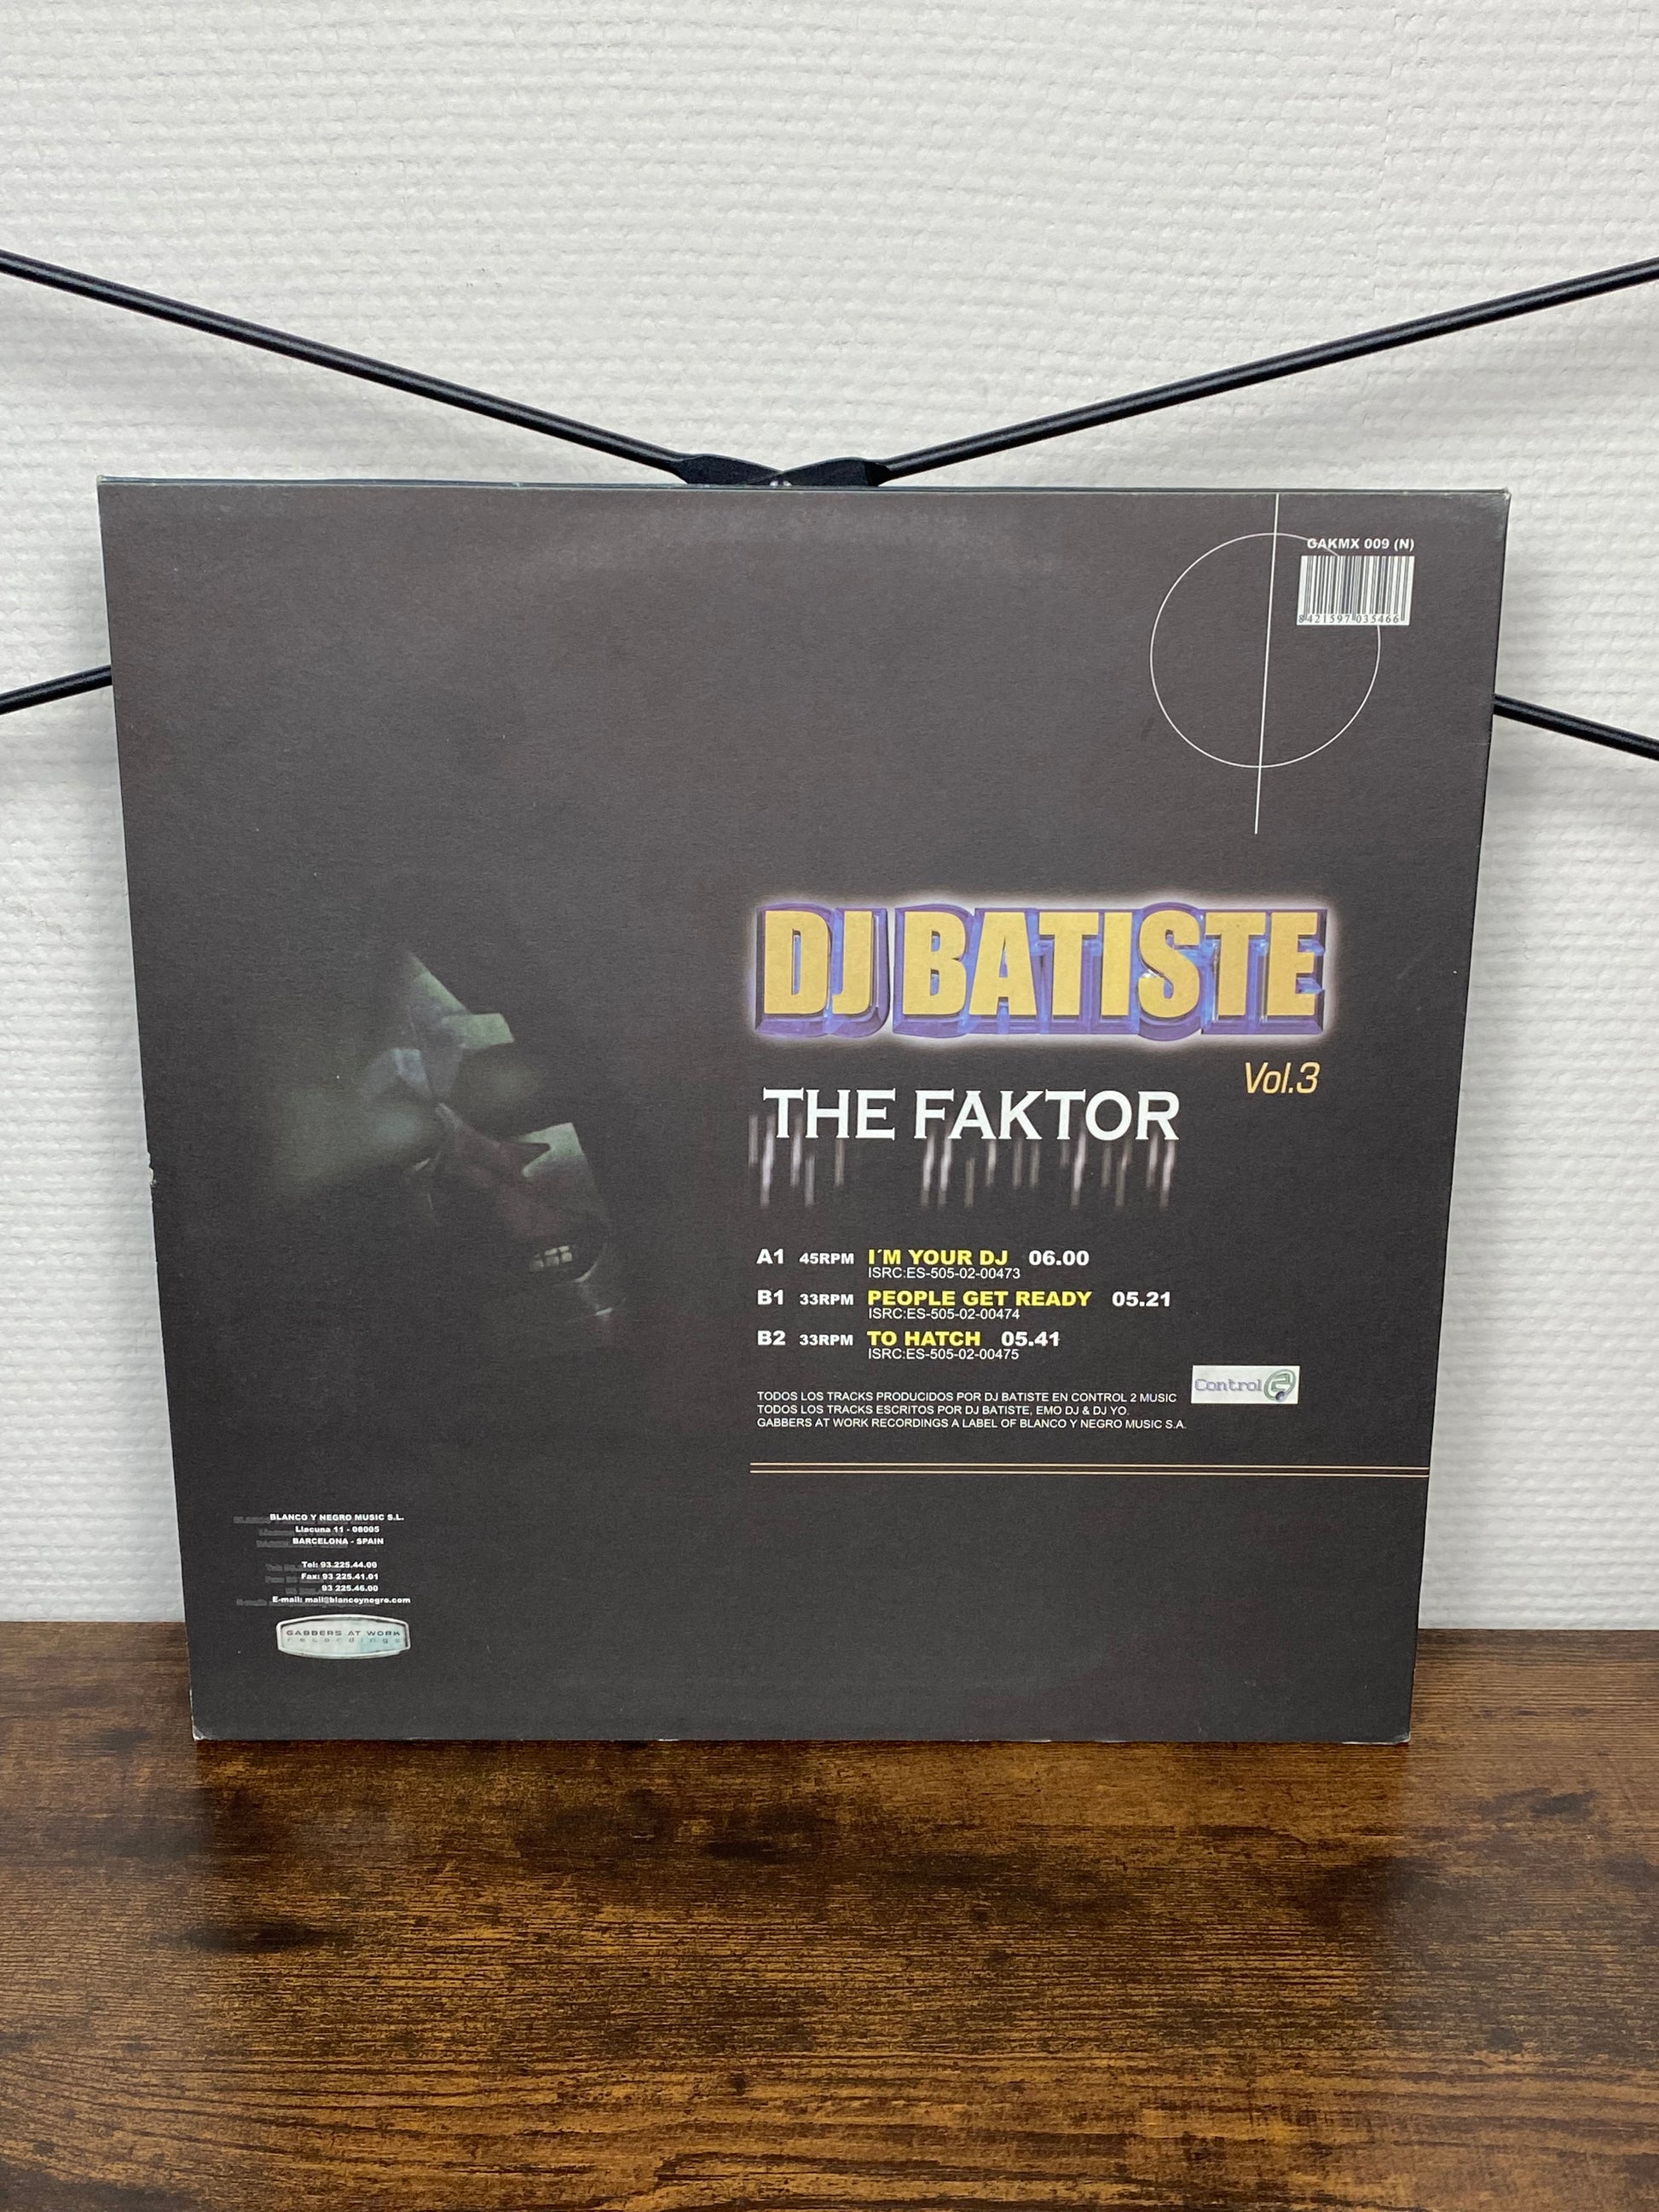 GAKMX 009 (N)
8 421597 035466
DJ BATISTE
Vol.3
THE FAKTOR
A1 45RPM I´M YOUR DJ 06.00
ISRC:ES-505-02-00473
B1 33RPM PEOPLE GET READY 05.21
ISRC:ES-505-02-00474
B2 33RPM TO HATCH 05.41
ISRC:ES-505-02-00475
Control 2
TODOS LOS TRACKS PRODUCIDOS POR DJ BATISTE EN CONTROL 2 MUSIC
TODOS LOS TRACKS ESCRITOS POR DJ BATISTE, EMO DJ & DJ YO.
GABBERS AT WORK RECORDINGS A LABEL OF BLANCO Y NEGRO MUSIC S.A.
BLANCO Y NEGRO MUSIC S.L.
Llacuna 11 - 08005
BARCELONA - SPAIN
Tel: 93.225.44.00
Fax: 93 225.41.01
93 225.46.00
E-mail: mail@blancoynegro.com
GABBERS AT WORK
recordings